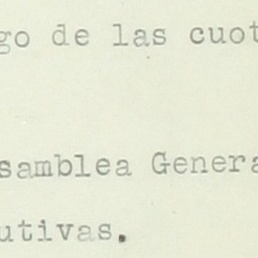 go de las cuot
samblea Genera
utivas.